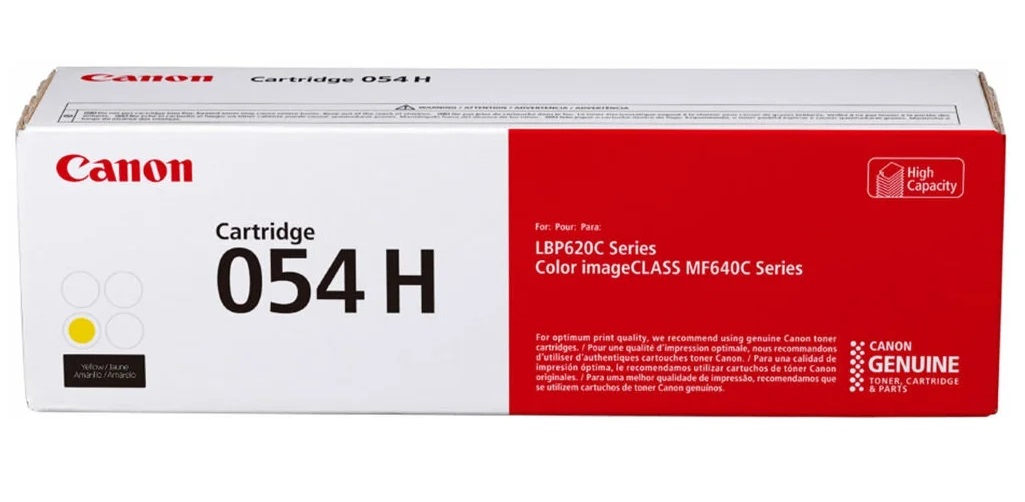 Canon Cartridge 054 H
WARNING / ATTENTION / ADVERTENCIA / ADVERTÊNCIA
Canon
Cartridge
054 H
Yellow/Jaune
Amarillo/Amarelo
High
Capacity
For: Pour: Para:
LBP620C Series
Color imageCLASS MF640C Series
For optimum print quality, we recommend using genuine Canon toner
cartridges. / Pour une qualité d'impression optimale, nous recommandons
d'utiliser d'authentiques cartouches toner Canon. / Para una calidad de
impresión óptima, le recomendamos utilizar cartuchos de tóner Canon
originales. / Para uma melhor qualidade de impressão, recomendamos que
se utilizem cartuchos de toner Canon genuínos.
CANON
GENUINE
TONER, CARTRIDGE
& PARTS